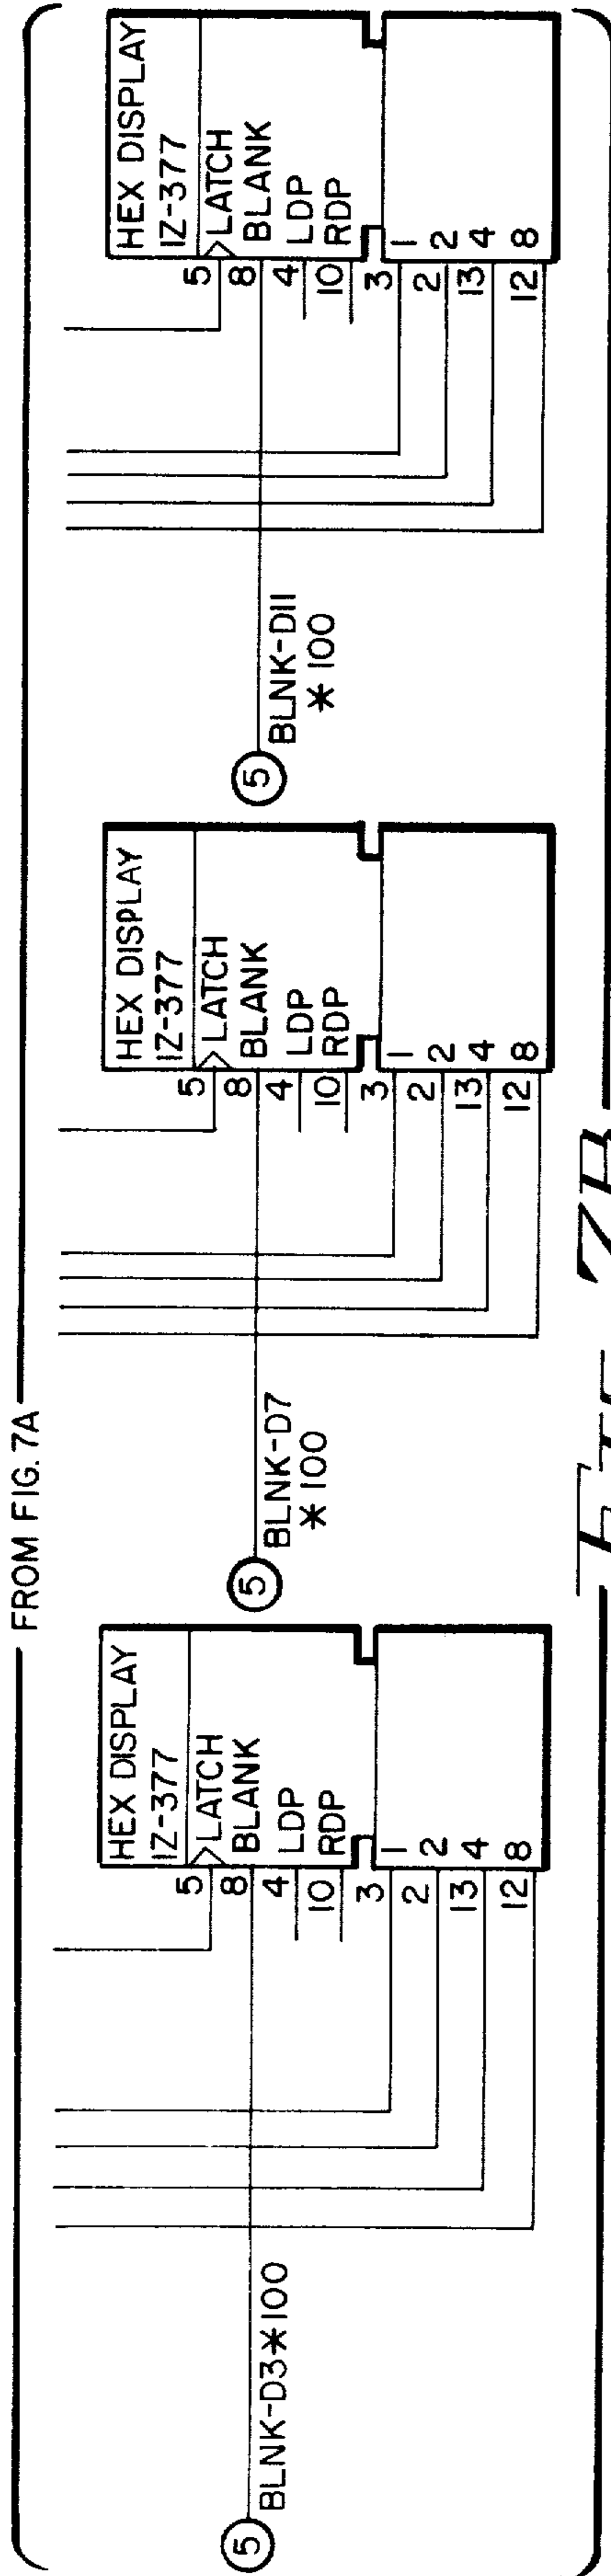 FROM FIG. 7A
HEX DISPLAY
IZ-377
5 LATCH
8 BLANK
4 LDP
10 RDP
3 1
2 2
13 4
12 8
5
BLNK-D3*100
HEX DISPLAY
IZ-377
5 LATCH
8 BLANK
4 LDP
10 RDP
3 1
2 2
13 4
12 8
5
BLNK-D7
*100
HEX DISPLAY
IZ-377
5 LATCH
8 BLANK
4 LDP
10 RDP
3 1
2 2
13 4
12 8
5
BLNK-D11
*100